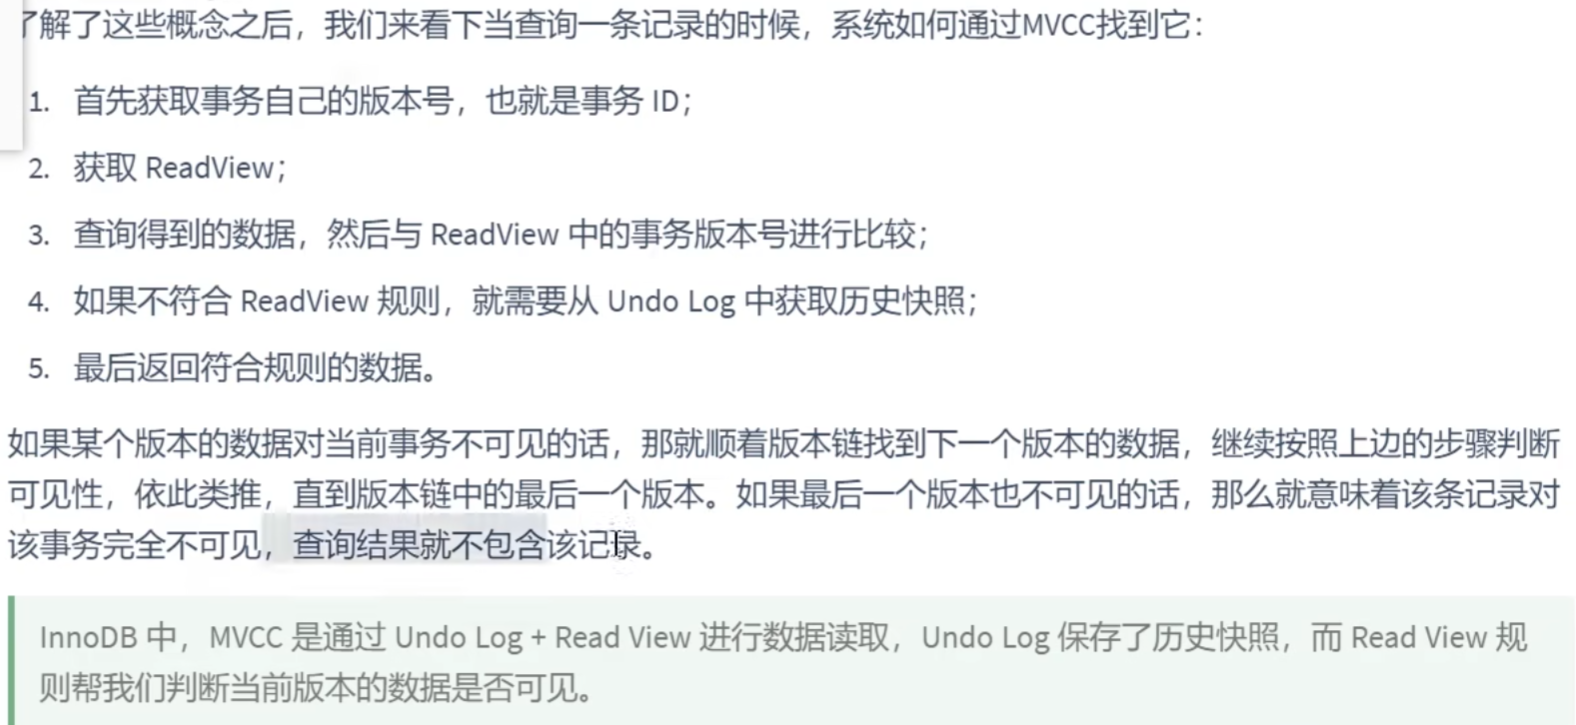 了解了这些概念之后，我们来看下当查询一条记录的时候，系统如何通过MVCC找到它：
1. 首先获取事务自己的版本号，也就是事务 ID；
2. 获取 ReadView；
3. 查询得到的数据，然后与 ReadView 中的事务版本号进行比较；
4. 如果不符合 ReadView 规则，就需要从 Undo Log 中获取历史快照；
5. 最后返回符合规则的数据。
如果某个版本的数据对当前事务不可见的话，那就顺着版本链找到下一个版本的数据，继续按照上边的步骤判断
可见性，依此类推，直到版本链中的最后一个版本。如果最后一个版本也不可见的话，那么就意味着该条记录对
该事务完全不可见，查询结果就不包含该记录。
InnoDB 中，MVCC 是通过 Undo Log + Read View 进行数据读取，Undo Log 保存了历史快照，而 Read View 规
则帮我们判断当前版本的数据是否可见。